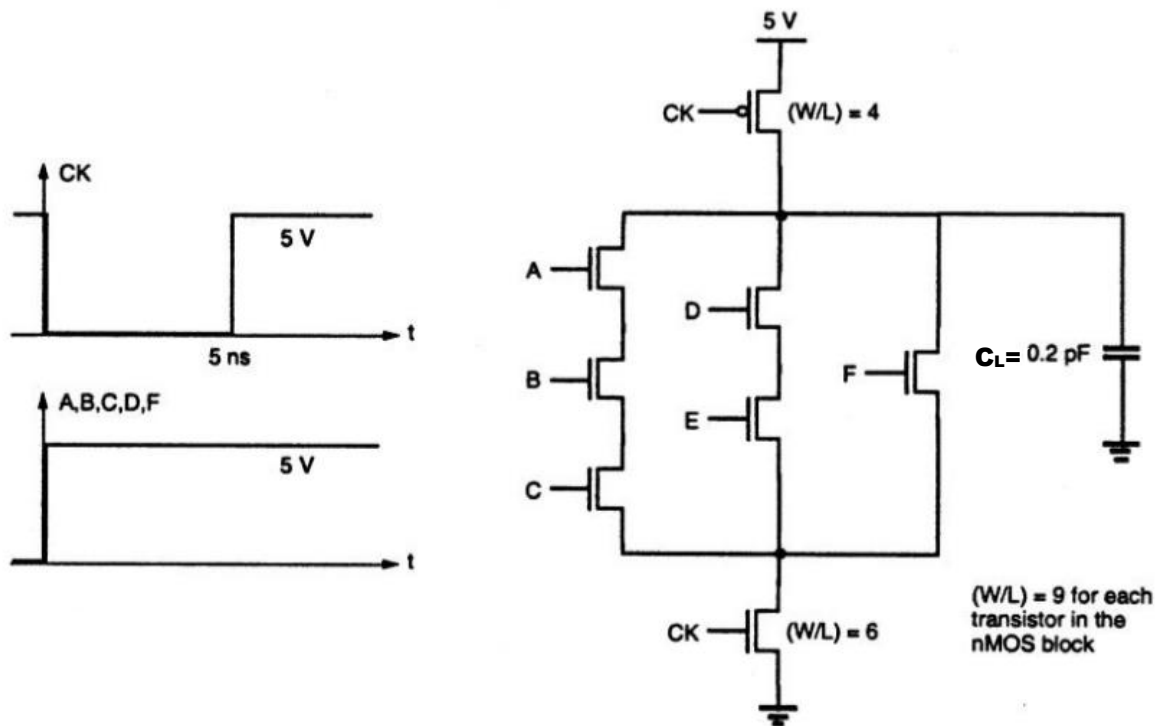 5 V
CK
(W/L) = 4
CK
5 V
t
5 ns
A
D
B
E
F
CL= 0.2 pF
A,B,C,D,F
5 V
t
C
CK
(W/L) = 6
(W/L) = 9 for each
transistor in the
nMOS block